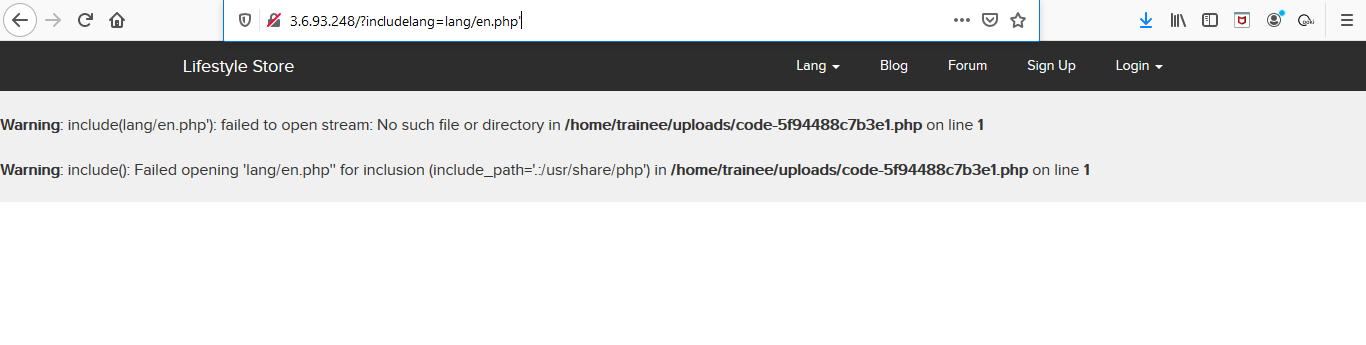 3.6.93.248/?includelang=lang/en.php'
Lifestyle Store Lang Blog Forum Sign Up Login
Warning: include(lang/en.php'): failed to open stream: No such file or directory in /home/trainee/uploads/code-5f94488c7b3e1.php on line 1
Warning: include(): Failed opening 'lang/en.php'' for inclusion (include_path='.:/usr/share/php') in /home/trainee/uploads/code-5f94488c7b3e1.php on line 1